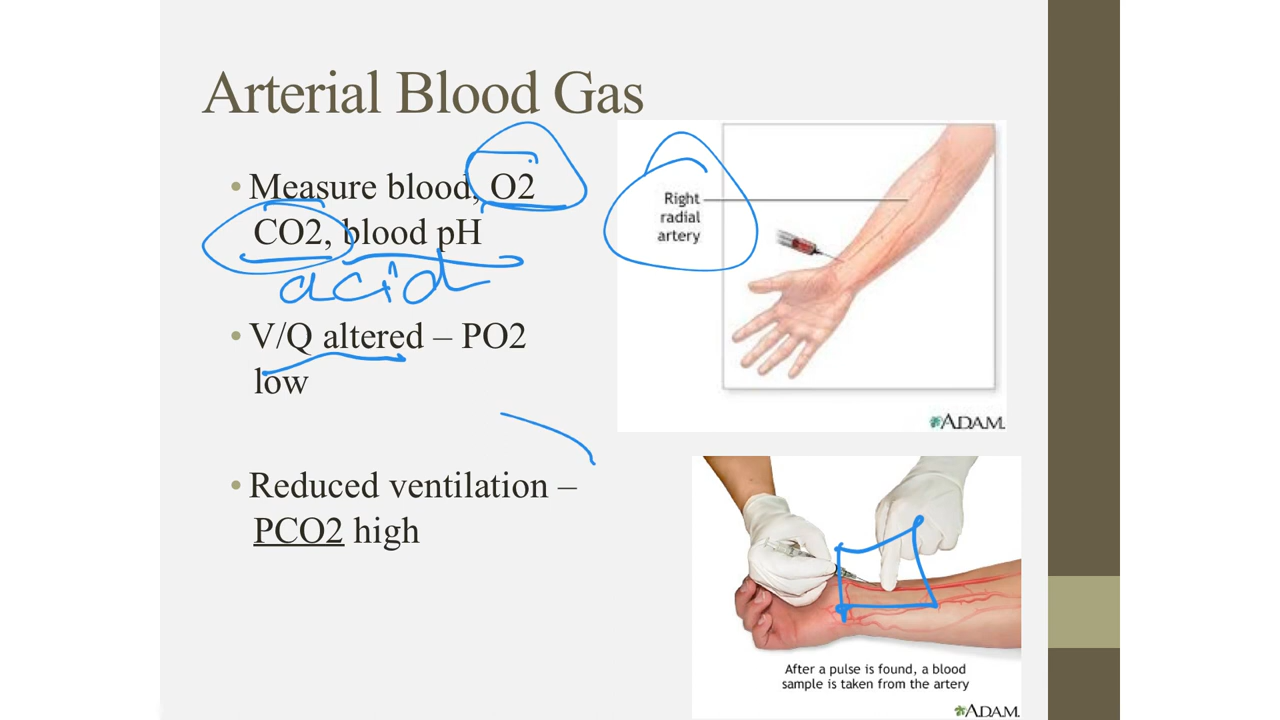 Arterial Blood Gas
• Measure blood, O2
CO2, blood pH
acid
• V/Q altered – PO2
low
• Reduced ventilation –
PCO2 high
Right
radial
artery
ADAM.
After a pulse is found, a blood
sample is taken from the artery
ADAM.